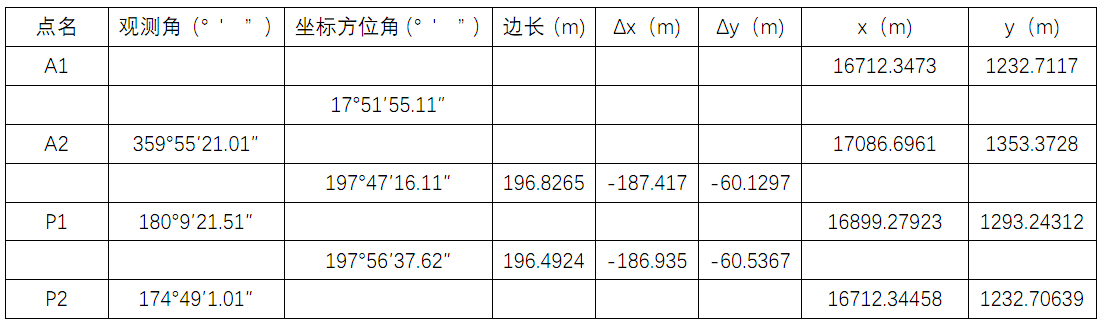 点名 观测角(° ' ” ) 坐标方位角(° ' ” ) 边长 (m) Δx (m) Δy (m) x (m) y (m)
A1 16712.3473 1232.7117
17°51′55.11″
A2 359°55′21.01″ 17086.6961 1353.3728
197°47′16.11″ 196.8265 -187.417 -60.1297
P1 180°9′21.51″ 16899.27923 1293.24312
197°56′37.62″ 196.4924 -186.935 -60.5367
P2 174°49′1.01″ 16712.34458 1232.70639